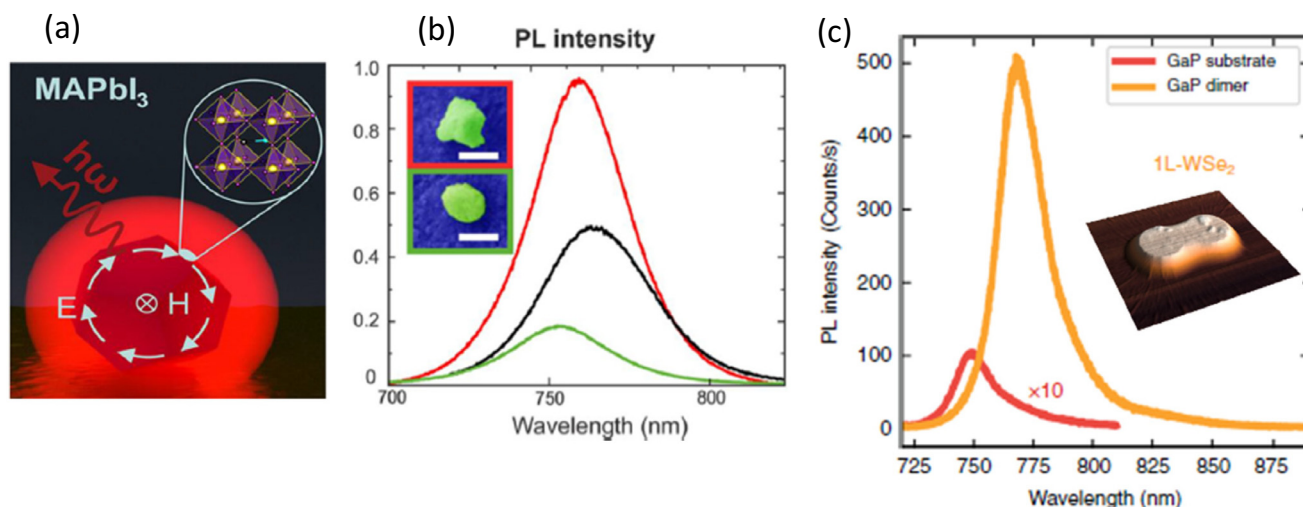 (a)
MAPbI₃
hω
E
H
(b)
PL intensity
1.0
0.8
0.6
0.4
0.2
0
700
750
800
Wavelength (nm)
(c)
PL intensity (Counts/s)
500
400
300
200
100
0
GaP substrate
GaP dimer
1L-WSe₂
×10
725
750
775
800
825
850
875
Wavelength (nm)